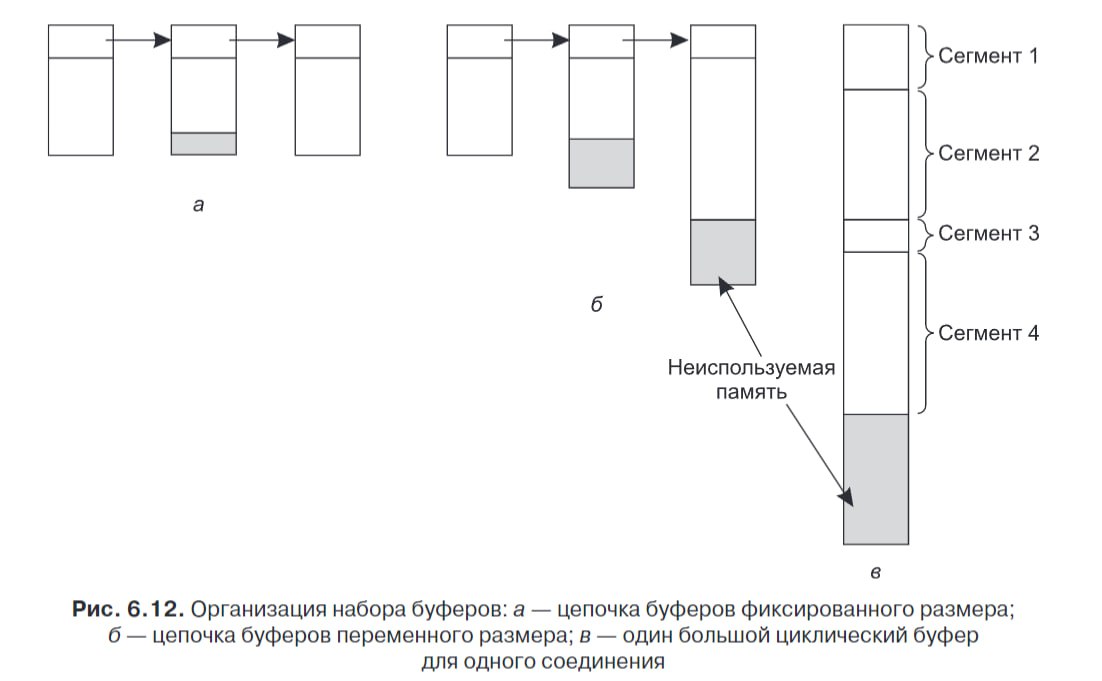 Сегмент 1
Сегмент 2
а
Сегмент 3
б
Сегмент 4
Неиспользуемая
память
в
Рис. 6.12. Организация набора буферов: а — цепочка буферов фиксированного размера;
б — цепочка буферов переменного размера; в — один большой циклический буфер
для одного соединения